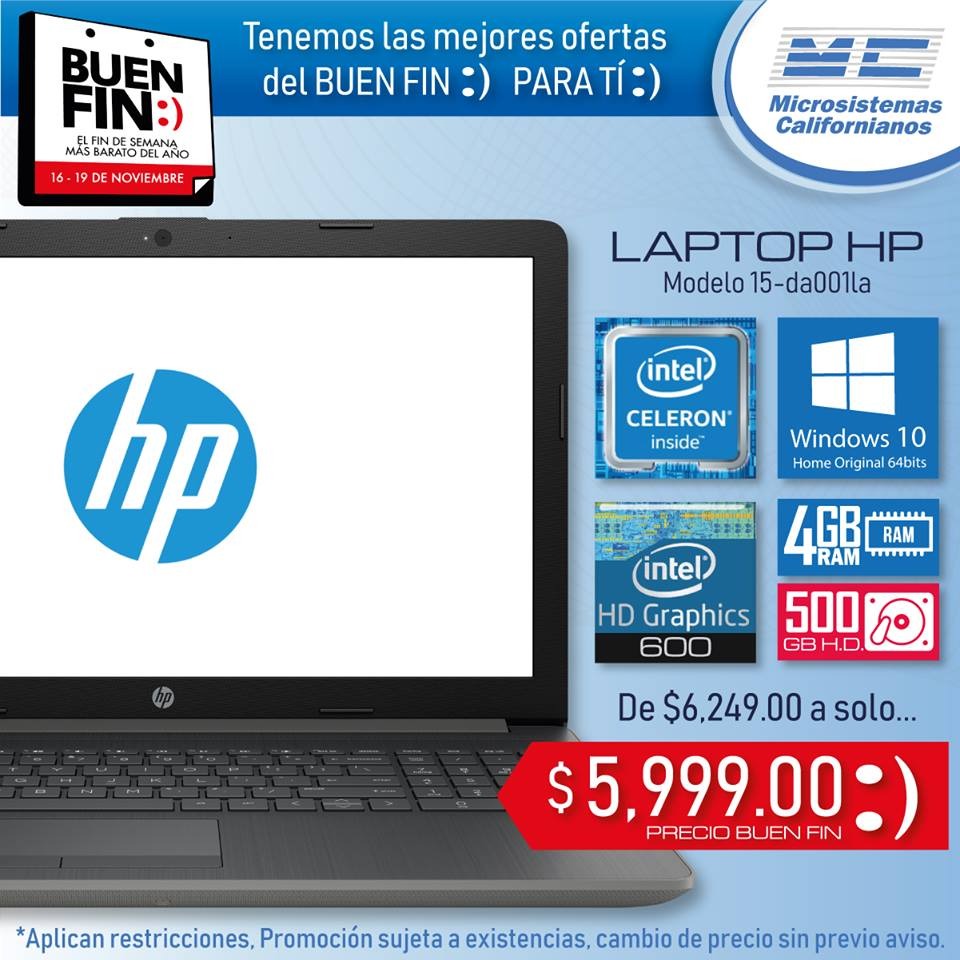 BUEN
FIN:)
EL FIN DE SEMANA
MÁS BARATO DEL AÑO
16 - 19 DE NOVIEMBRE
Tenemos las mejores ofertas
del BUEN FIN :) PARA TÍ :)
MC
Microsistemas
Californianos
LAPTOP HP
Modelo 15-da001la
intel
CELERON®
inside™
Windows 10
Home Original 64bits
intel
HD Graphics
600
4GB
RAM
RAM
500
GB H.D.
hp
hp
De $6,249.00 a solo...
$ 5,999.00 :)
PRECIO BUEN FIN
*Aplican restricciones, Promoción sujeta a existencias, cambio de precio sin previo aviso.